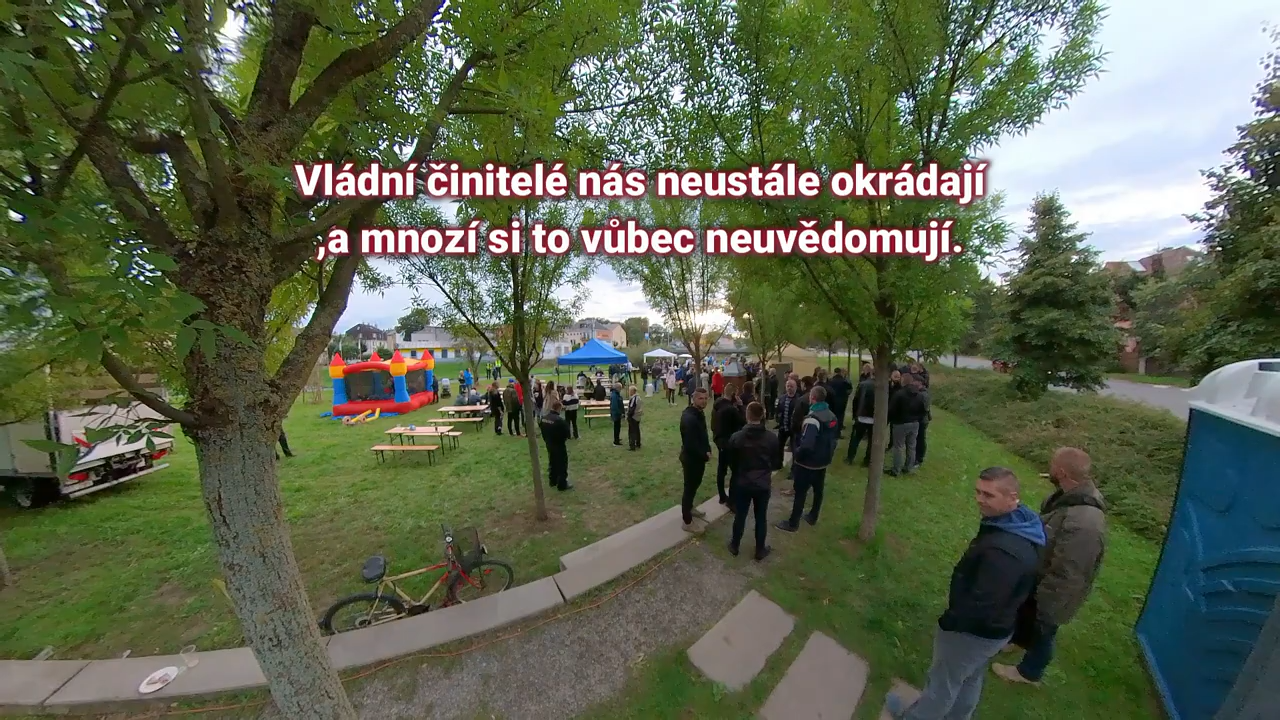 Vládní činitelé nás neustále okrádají
,a mnozí si to vůbec neuvědomují.